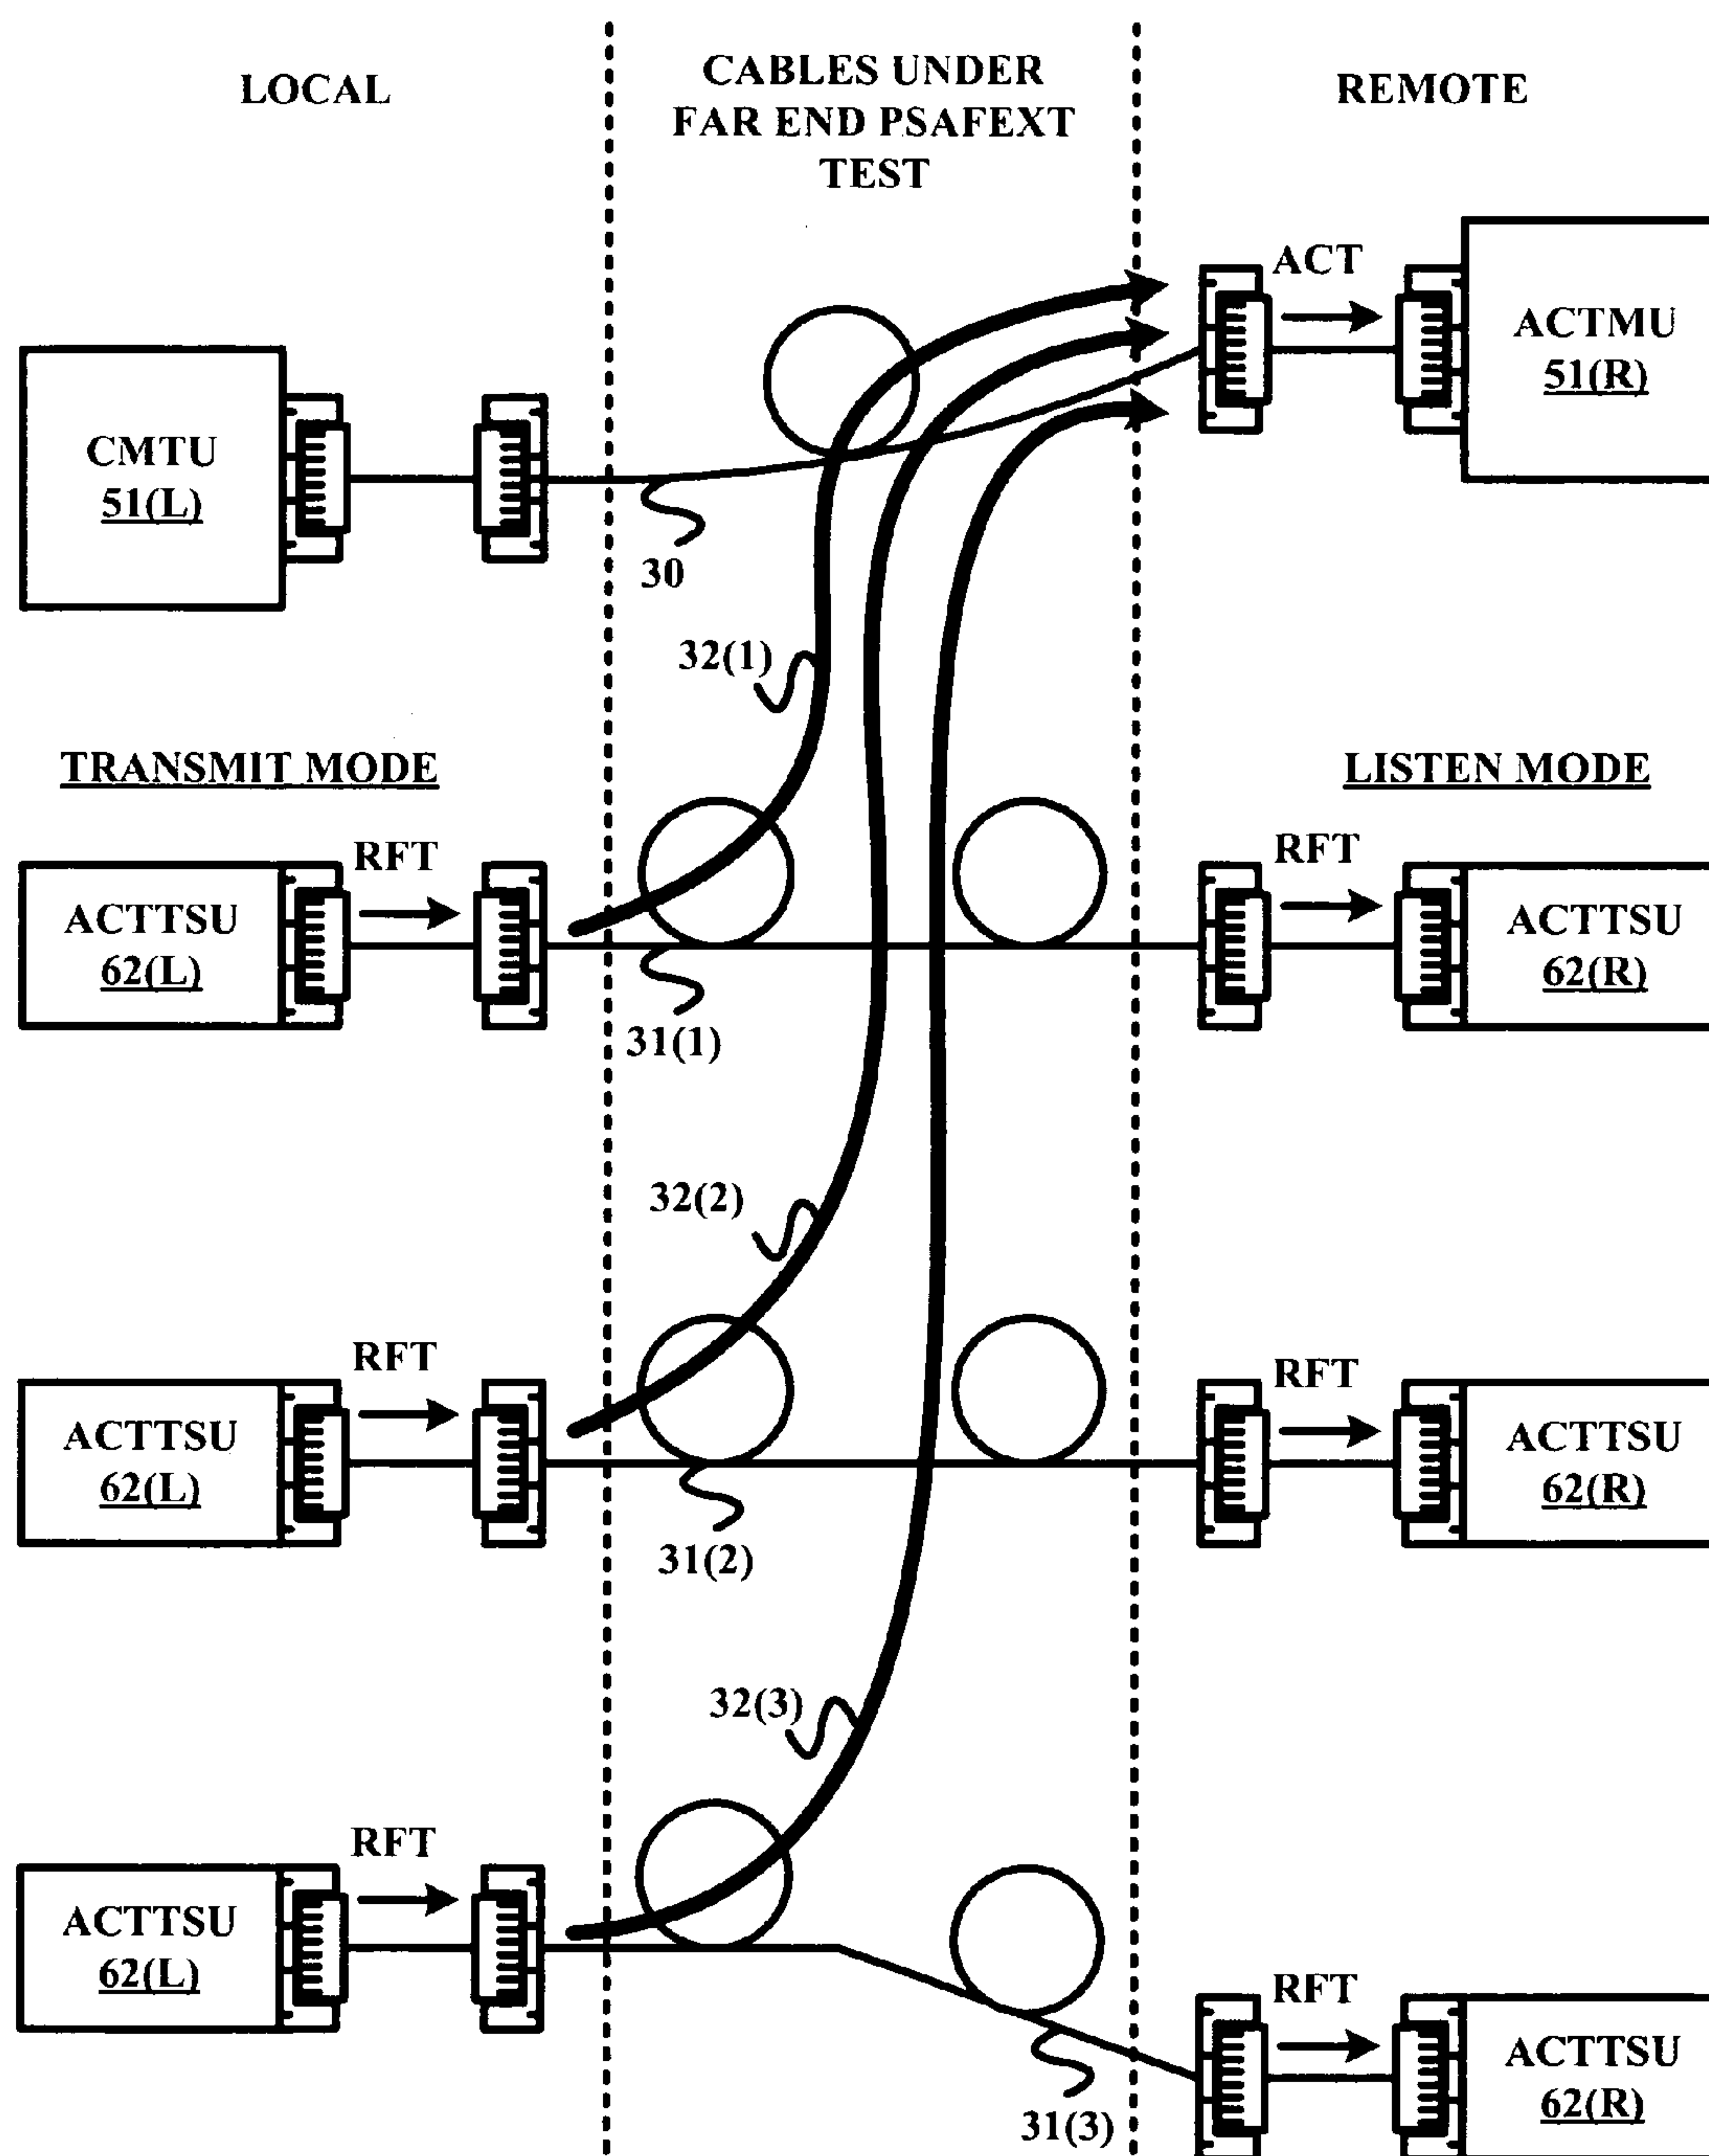 LOCAL
CABLES UNDER
FAR END PSAFEXT
TEST
REMOTE
ACT
ACTMU
51(R)
CMTU
51(L)
30
32(1)
TRANSMIT MODE
LISTEN MODE
RFT
ACTTSU
62(L)
RFT
ACTTSU
62(R)
31(1)
32(2)
RFT
ACTTSU
62(L)
RFT
ACTTSU
62(R)
31(2)
32(3)
RFT
ACTTSU
62(L)
RFT
ACTTSU
62(R)
31(3)